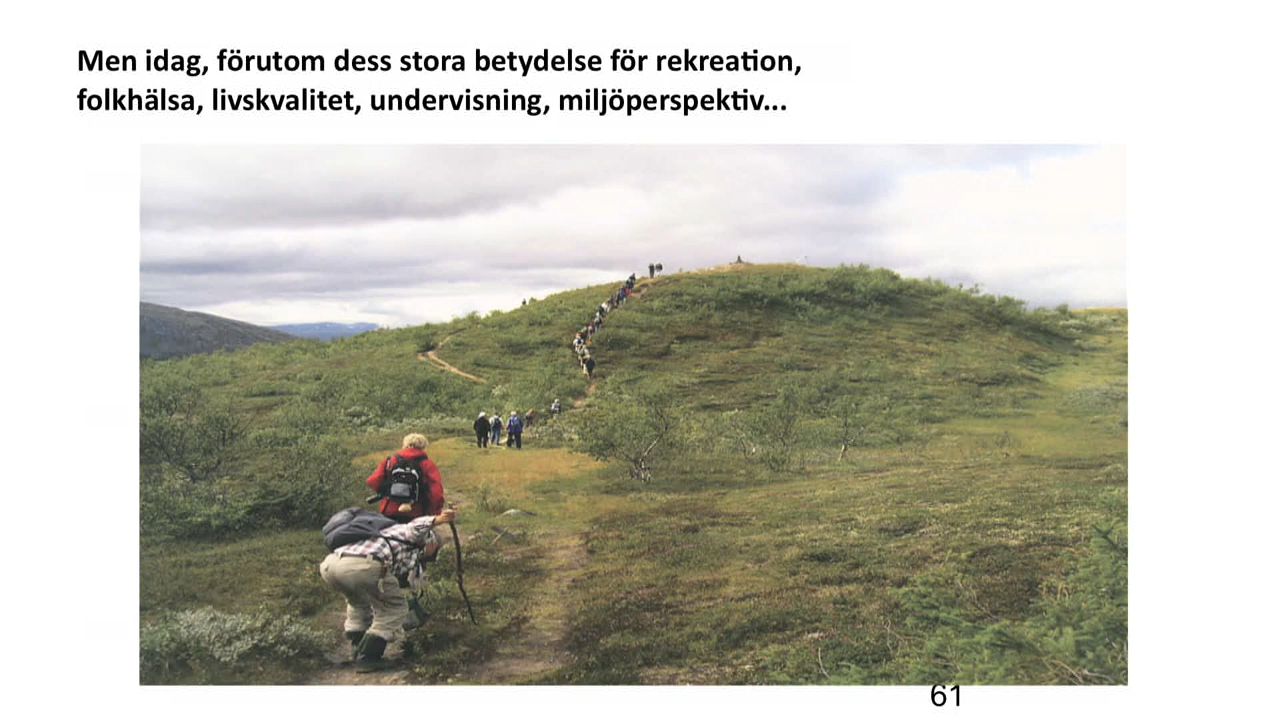 Men idag, förutom dess stora betydelse för rekreation,
folkhälsa, livskvalitet, undervisning, miljöperspektiv...
61